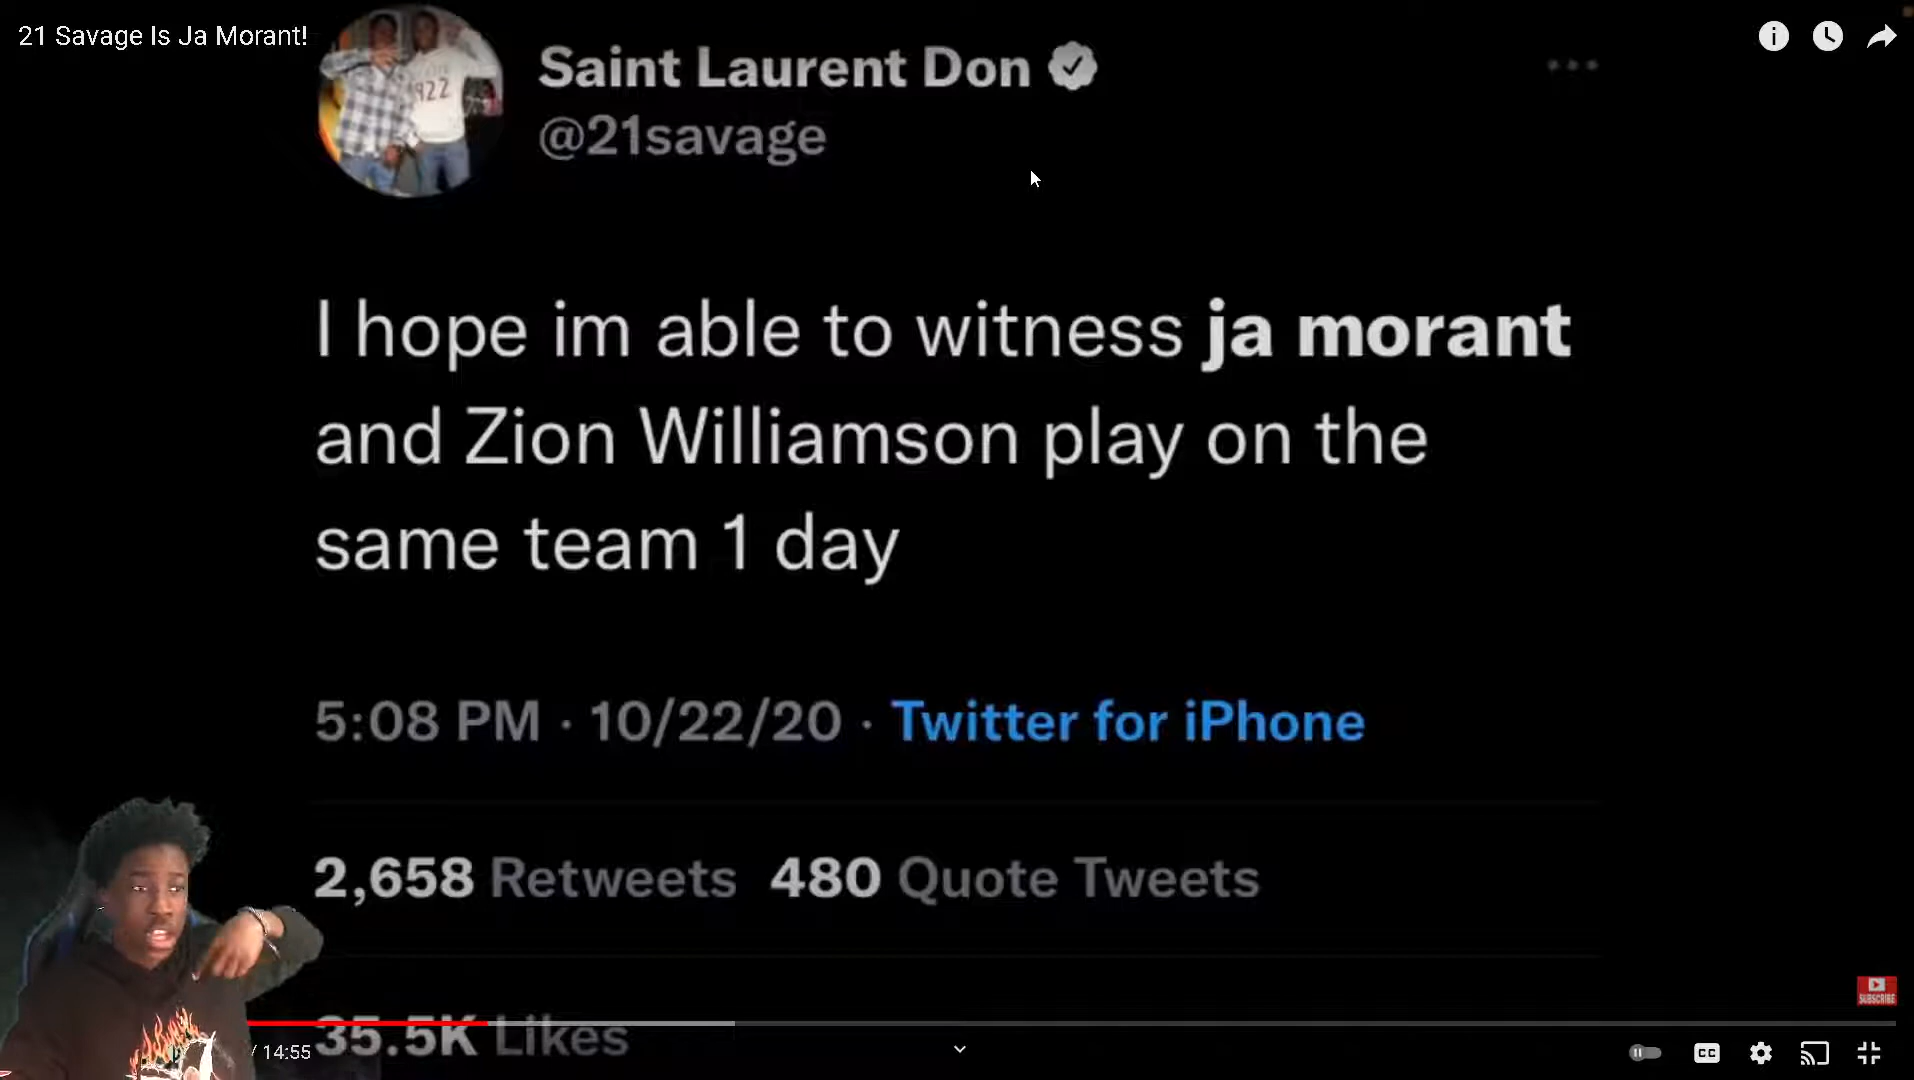 21 Savage Is Ja Morant!
Saint Laurent Don
@21savage
I hope im able to witness ja morant
and Zion Williamson play on the
same team 1 day
5:08 PM · 10/22/20 · Twitter for iPhone
2,658 Retweets 480 Quote Tweets
35.5K Likes
/ 14:55
SUBSCRIBE
CC